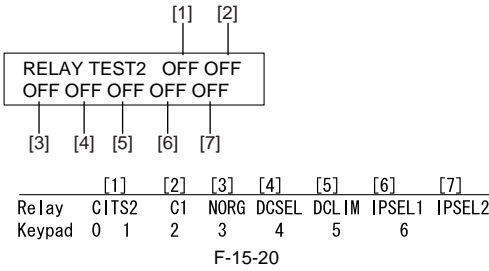 [1] [2]
RELAY TEST2 OFF OFF
OFF OFF OFF OFF OFF
[3] [4] [5] [6] [7]
[1] [2] [3] [4] [5] [6] [7]
Relay CITS2 C1 NORG DCSEL DCLIM IPSEL1 IPSEL2
Keypad 0 1 2 3 4 5 6
F-15-20